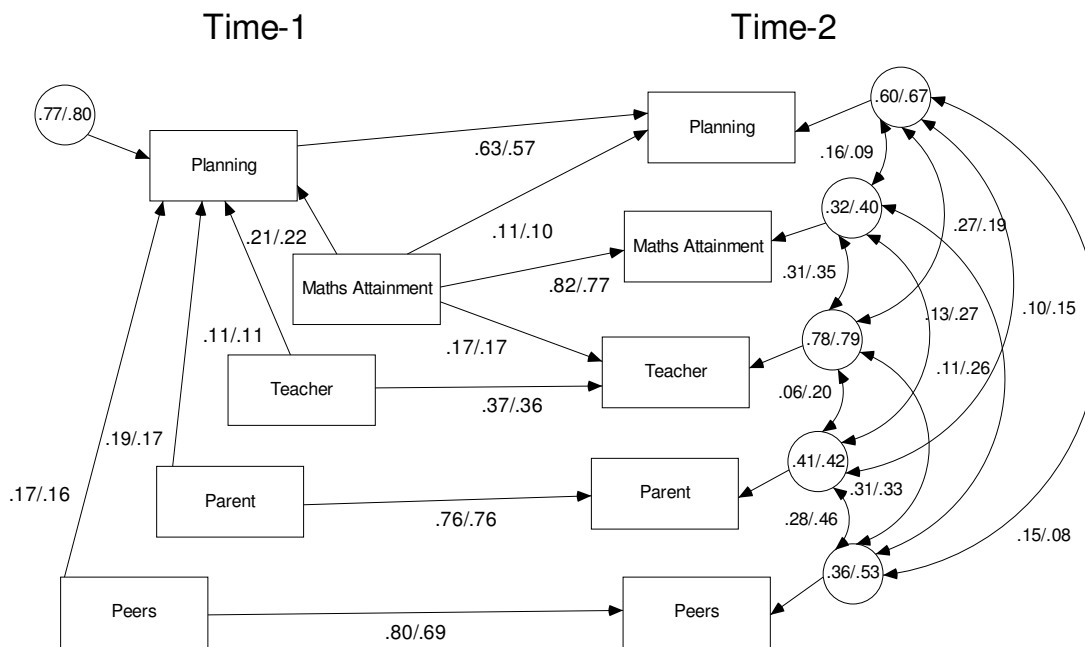 Time-1
Time-2
.77/.80
.60/.67
Planning
Planning
.63/.57
.16/.09
.32/.40
.21/.22
.11/.10
.27/.19
Maths Attainment
Maths Attainment
.82/.77
.31/.35
.13/.27
.10/.15
.11/.11
.17/.17
.78/.79
Teacher
Teacher
.11/.26
.37/.36
.06/.20
.19/.17
.17/.16
.41/.42
Parent
Parent
.31/.33
.76/.76
.28/.46
.15/.08
.36/.53
Peers
Peers
.80/.69